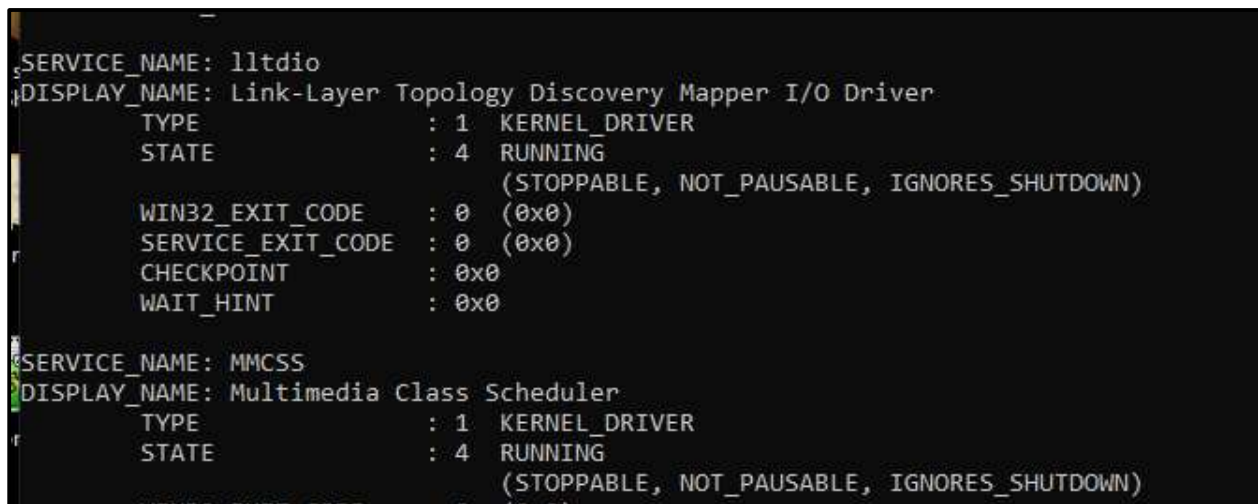 SERVICE_NAME: lltdio
DISPLAY_NAME: Link-Layer Topology Discovery Mapper I/O Driver
TYPE : 1 KERNEL_DRIVER
STATE : 4 RUNNING
(STOPPABLE, NOT_PAUSABLE, IGNORES_SHUTDOWN)
WIN32_EXIT_CODE : 0 (0x0)
SERVICE_EXIT_CODE : 0 (0x0)
CHECKPOINT : 0x0
WAIT_HINT : 0x0
SERVICE_NAME: MMCSS
DISPLAY_NAME: Multimedia Class Scheduler
TYPE : 1 KERNEL_DRIVER
STATE : 4 RUNNING
(STOPPABLE, NOT_PAUSABLE, IGNORES_SHUTDOWN)